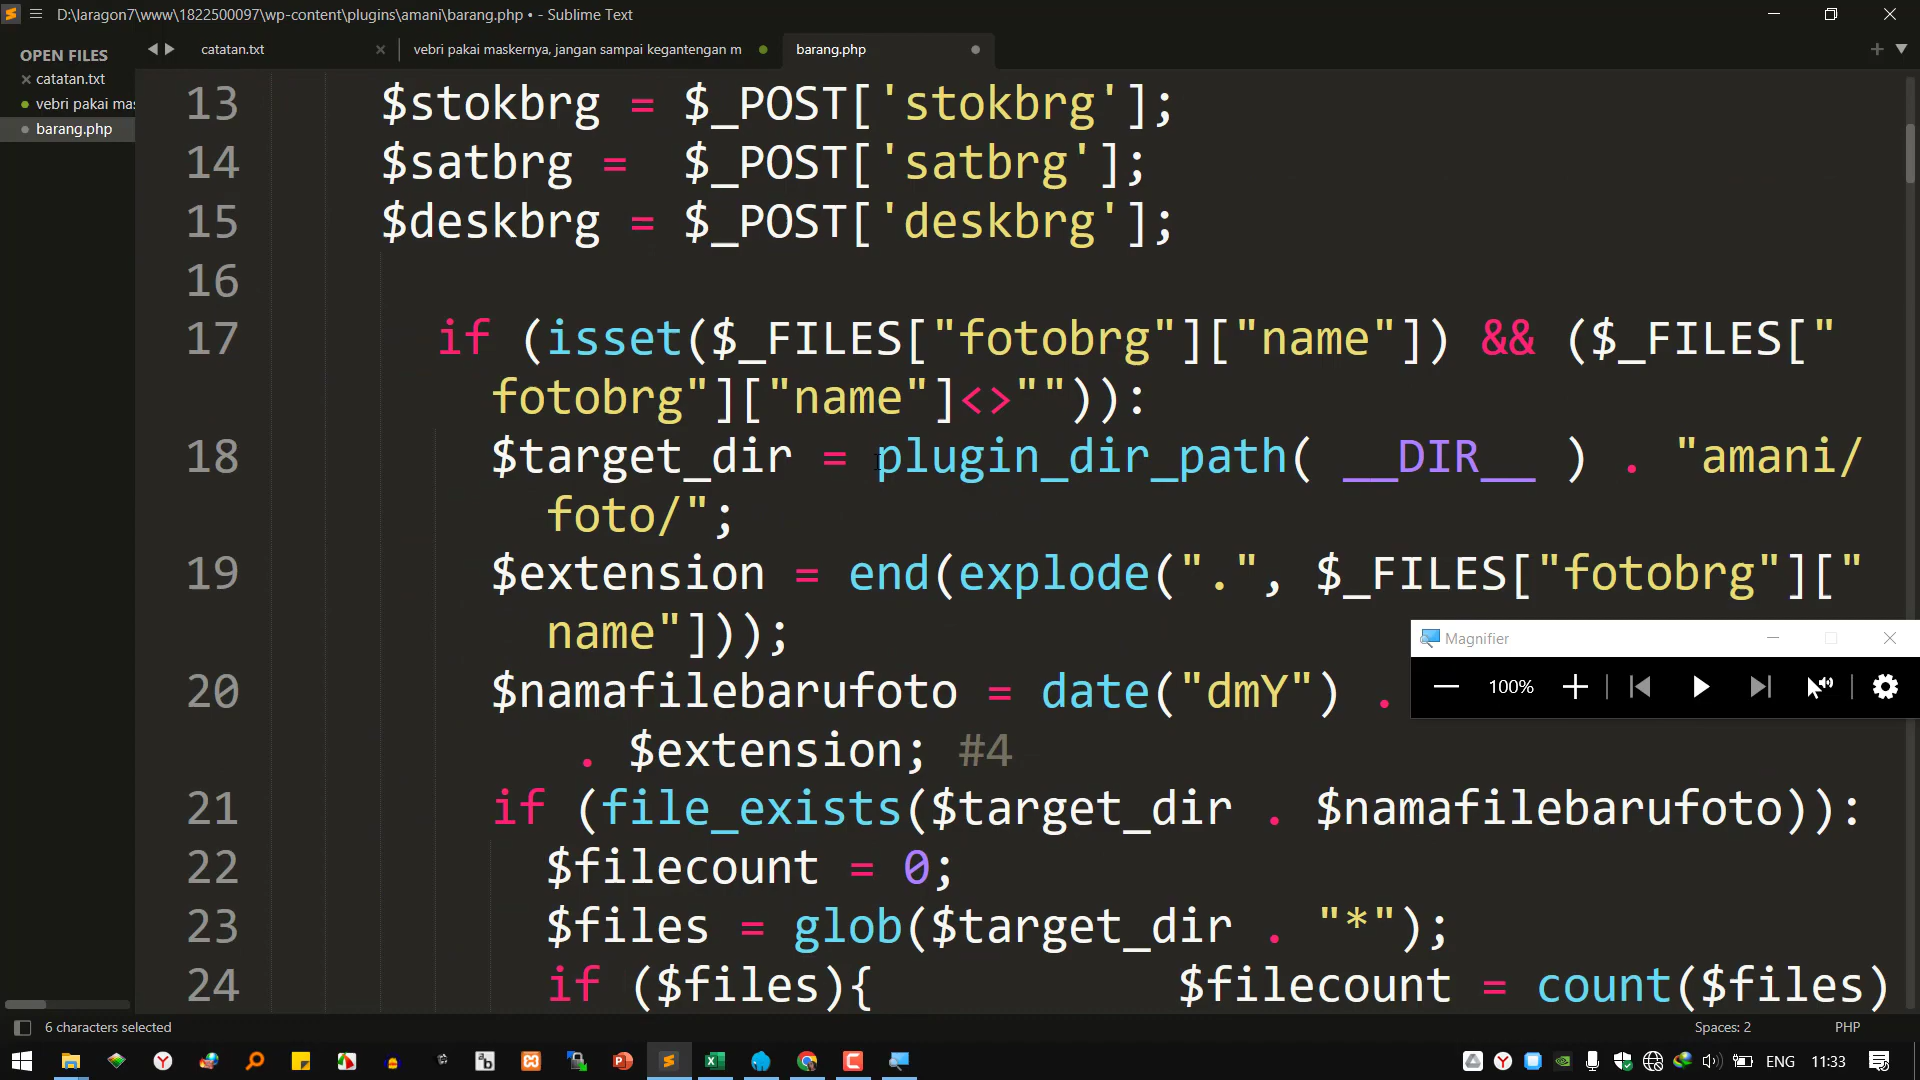 D:\laragon7\www\1822500097\wp-content\plugins\amani\barang.php • - Sublime Text
OPEN FILES
catatan.txt
vebri pakai mas
barang.php
catatan.txt
vebri pakai maskernya, jangan sampai kegantengan m
barang.php
13 $stokbrg = $_POST['stokbrg'];
14 $satbrg =  $_POST['satbrg'];
15 $deskbrg = $_POST['deskbrg'];
16
17 if (isset($_FILES["fotobrg"]["name"]) && ($_FILES["
fotobrg"]["name"]<>"")):
18 $target_dir = plugin_dir_path( __DIR__ ) . "amani/
foto/";
19 $extension = end(explode(".", $_FILES["fotobrg"]["
name"]));
20 $namafilebarufoto = date("dmY") .
. $extension; #4
21 if (file_exists($target_dir . $namafilebarufoto)):
22 $filecount = 0;
23 $files = glob($target_dir . "*");
24 if ($files){ $filecount = count($files)
Magnifier
100%
6 characters selected
Spaces: 2
PHP
ENG
11:33